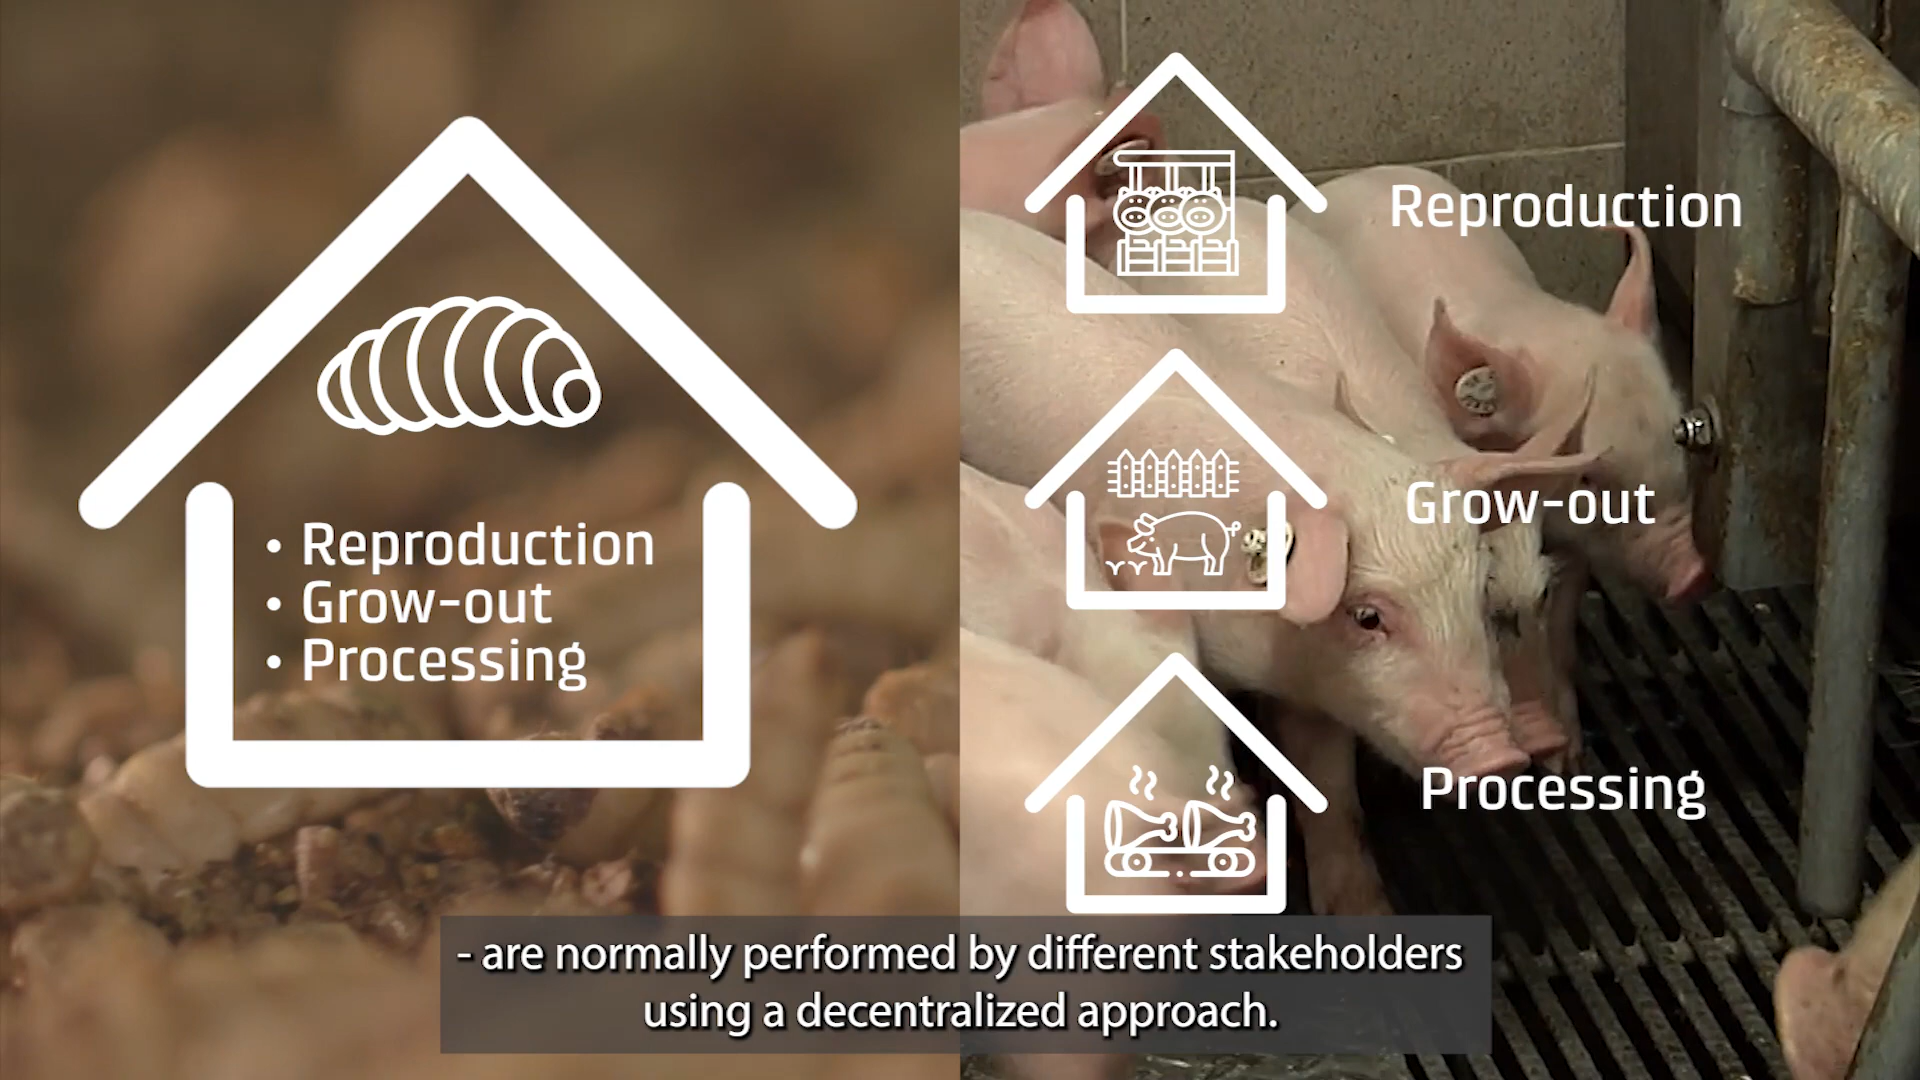 • Reproduction
• Grow-out
• Processing
Reproduction
Grow-out
Processing
- are normally performed by different stakeholders
using a decentralized approach.